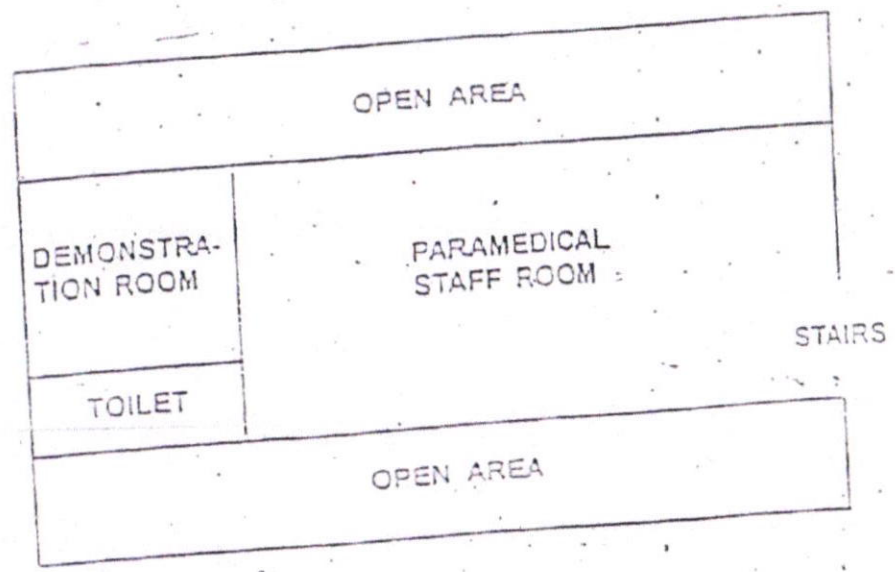 OPEN AREA
DEMONSTRA-
TION ROOM
PARAMEDICAL
STAFF ROOM
STAIRS
TOILET
OPEN AREA